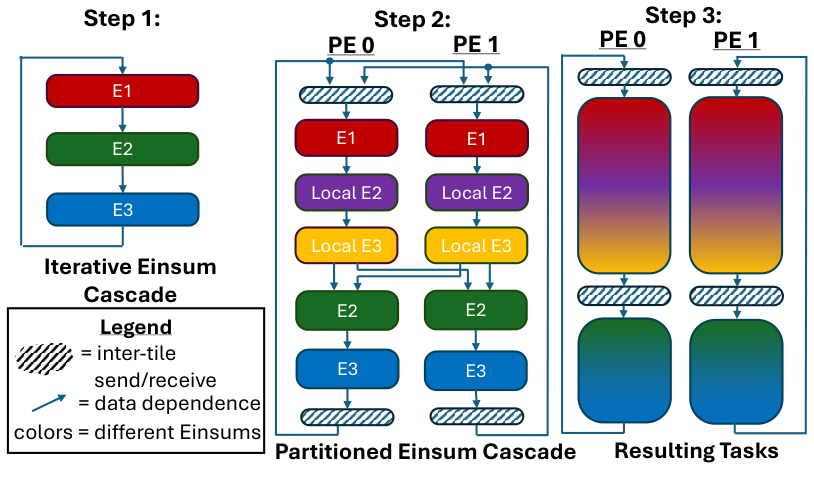 Step 1:
E1
E2
E3
Iterative Einsum
Cascade
Legend
= inter-tile
send/receive
= data dependence
colors = different Einsums
Step 2:
PE 0
PE 1
E1
E1
Local E2
Local E2
Local E3
Local E3
E2
E2
E3
E3
Partitioned Einsum Cascade
Step 3:
PE 0
PE 1
Resulting Tasks